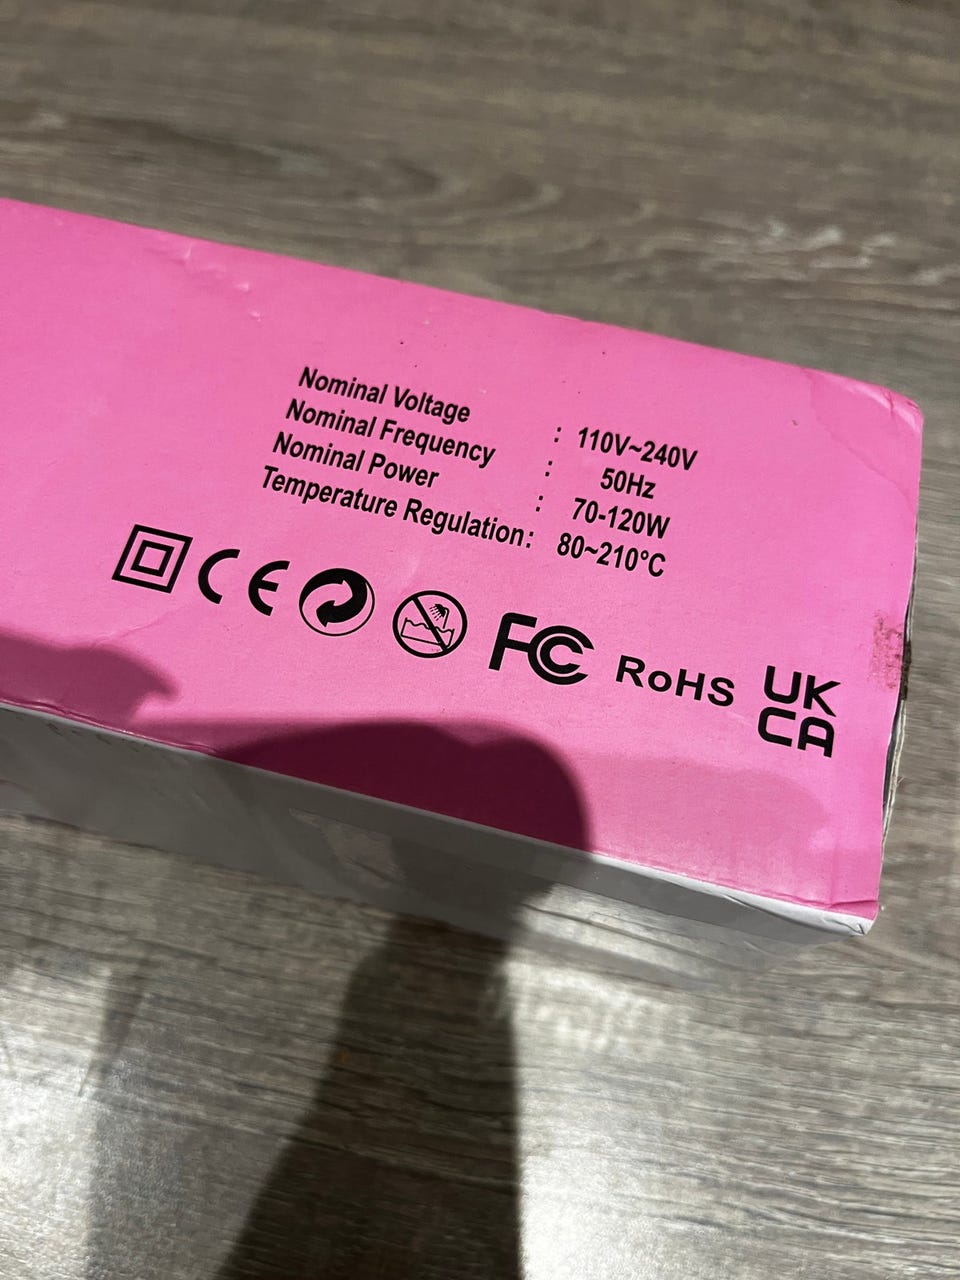 Nominal Voltage : 110V~240V
Nominal Frequency : 50Hz
Nominal Power : 70-120W
Temperature Regulation: 80~210°C
CE FC RoHS UK
CA